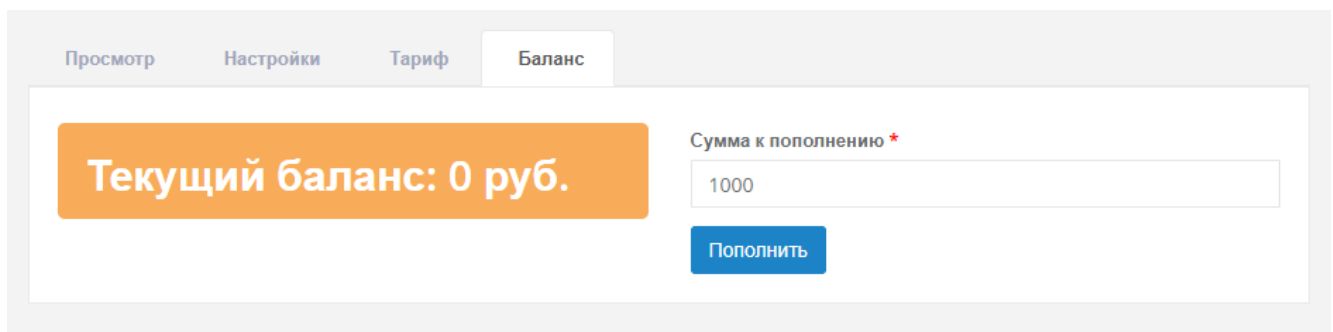 Просмотр Настройки Тариф Баланс
Текущий баланс: 0 руб.
Сумма к пополнению *
1000
Пополнить